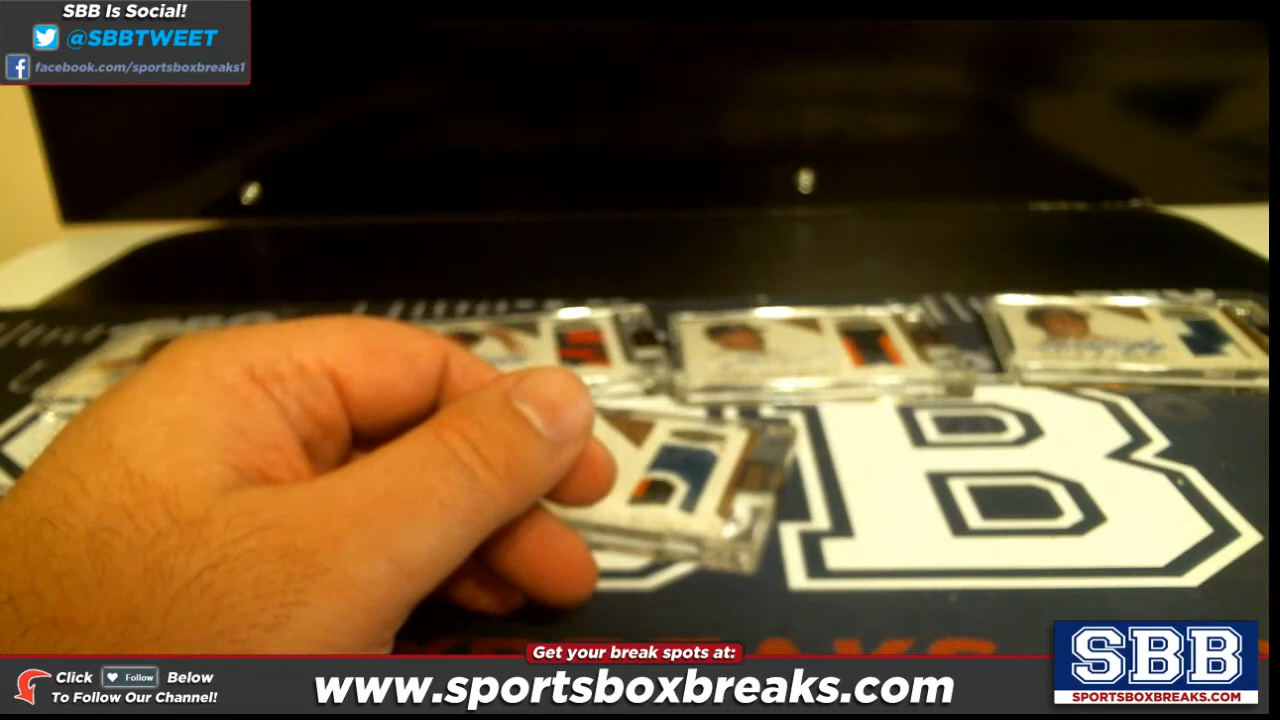 SBB Is Social!
@SBBTWEET
facebook.com/sportsboxbreaks1
B
BREAKS
Get your break spots at:
Click Follow Below
To Follow Our Channel!
www.sportsboxbreaks.com
SBB
SPORTSBOXBREAKS.COM